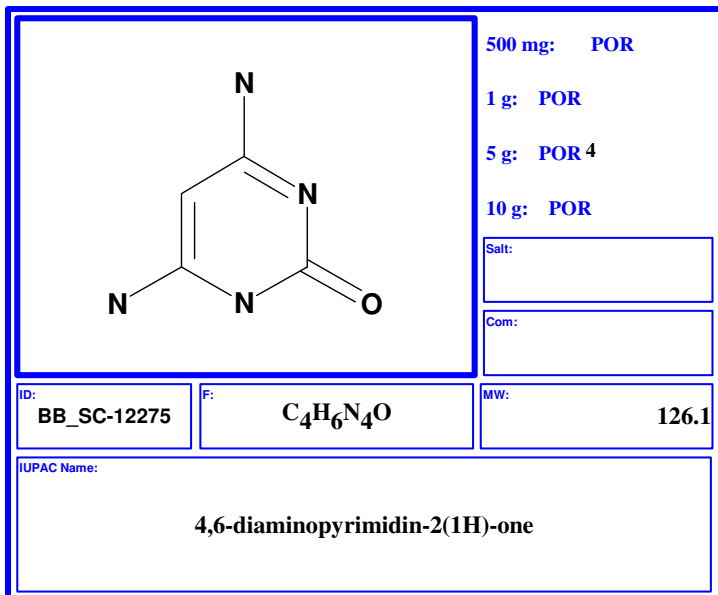 N
N
N
N
O
500 mg: POR
1 g: POR
5 g: POR 4
10 g: POR
Salt:
Com:
ID:
BB_SC-12275
F:
C4H6N4O
MW:
126.1
IUPAC Name:
4,6-diaminopyrimidin-2(1H)-one